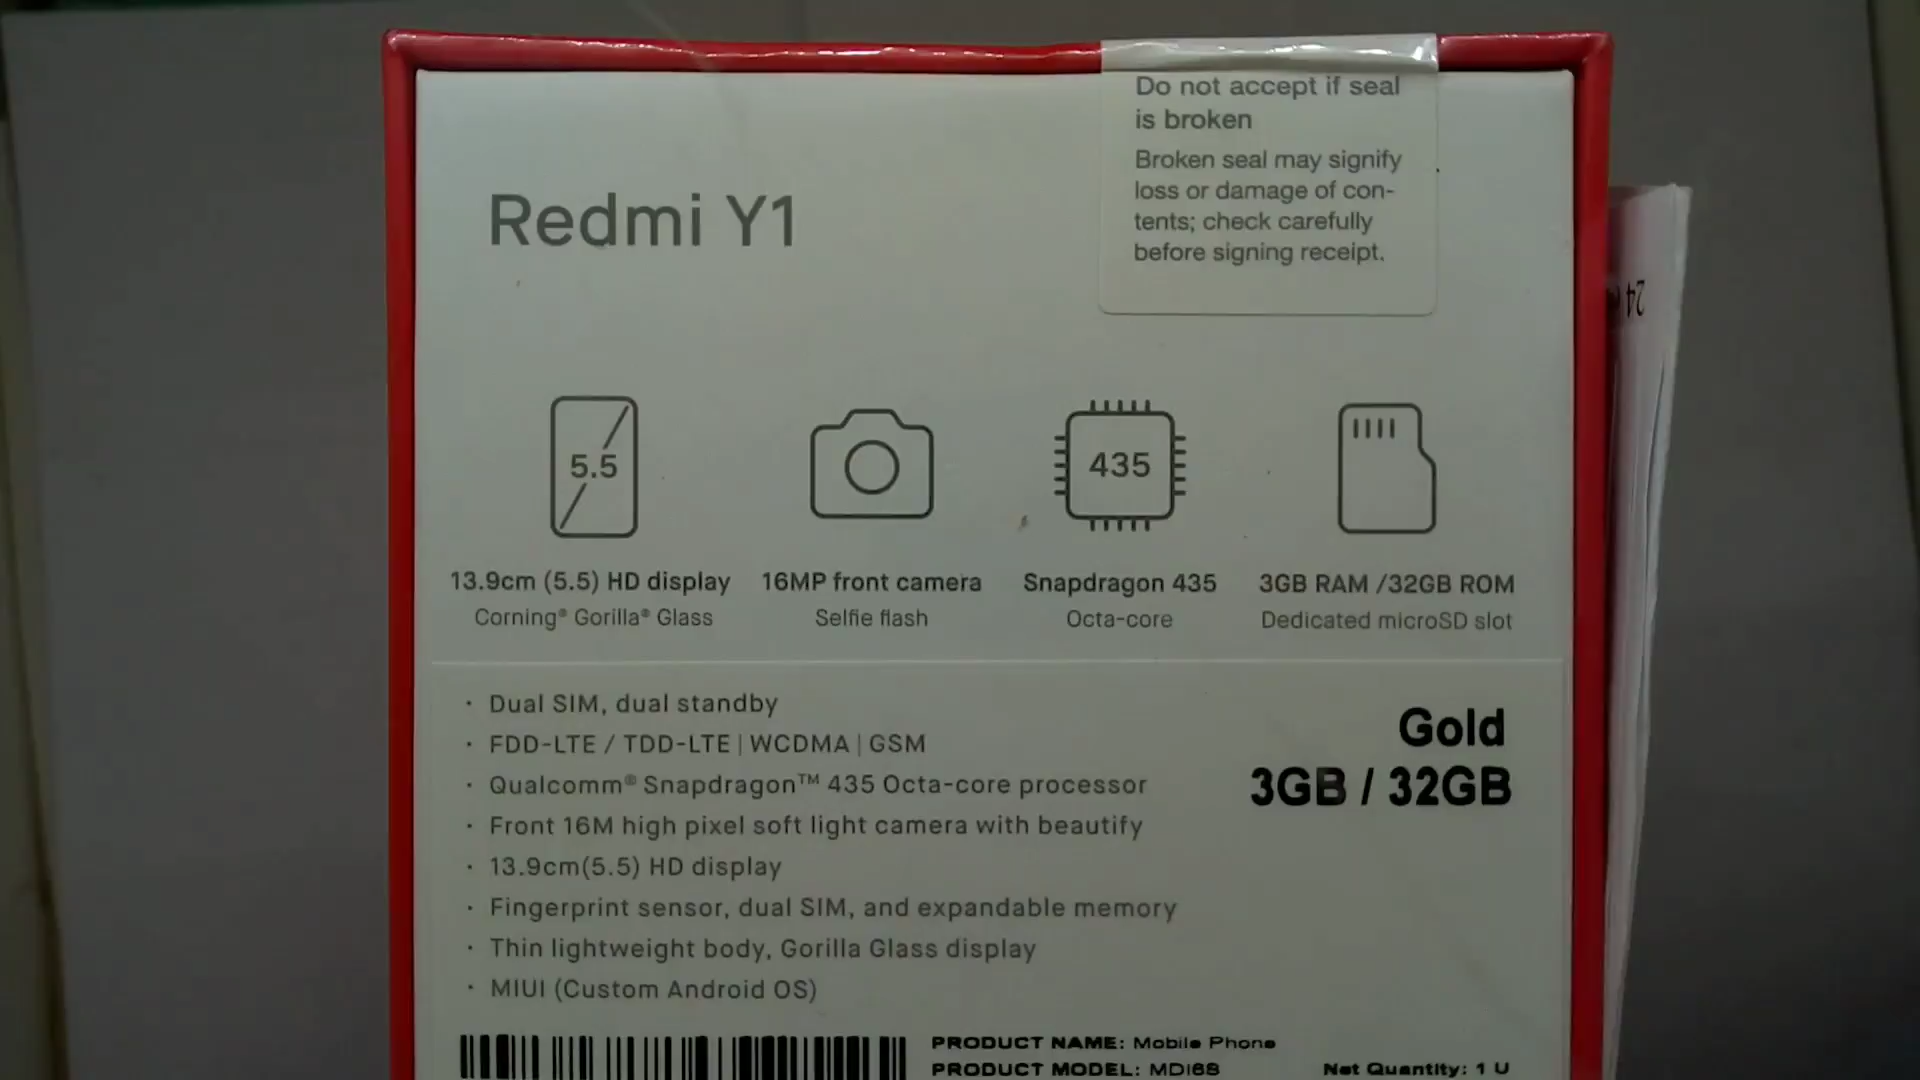 Do not accept if seal
is broken
Broken seal may signify
loss or damage of con-
tents; check carefully
before signing receipt.
Redmi Y1
24
5.5
435
13.9cm (5.5) HD display
Corning® Gorilla® Glass
16MP front camera
Selfie flash
Snapdragon 435
Octa-core
3GB RAM /32GB ROM
Dedicated microSD slot
· Dual SIM, dual standby
· FDD-LTE / TDD-LTE | WCDMA | GSM
· Qualcomm® Snapdragon™ 435 Octa-core processor
· Front 16M high pixel soft light camera with beautify
· 13.9cm(5.5) HD display
· Fingerprint sensor, dual SIM, and expandable memory
· Thin lightweight body, Gorilla Glass display
· MIUI (Custom Android OS)
Gold
3GB / 32GB
PRODUCT NAME: Mobile Phone
PRODUCT MODEL: MDI6S
Net Quantity: 1 U